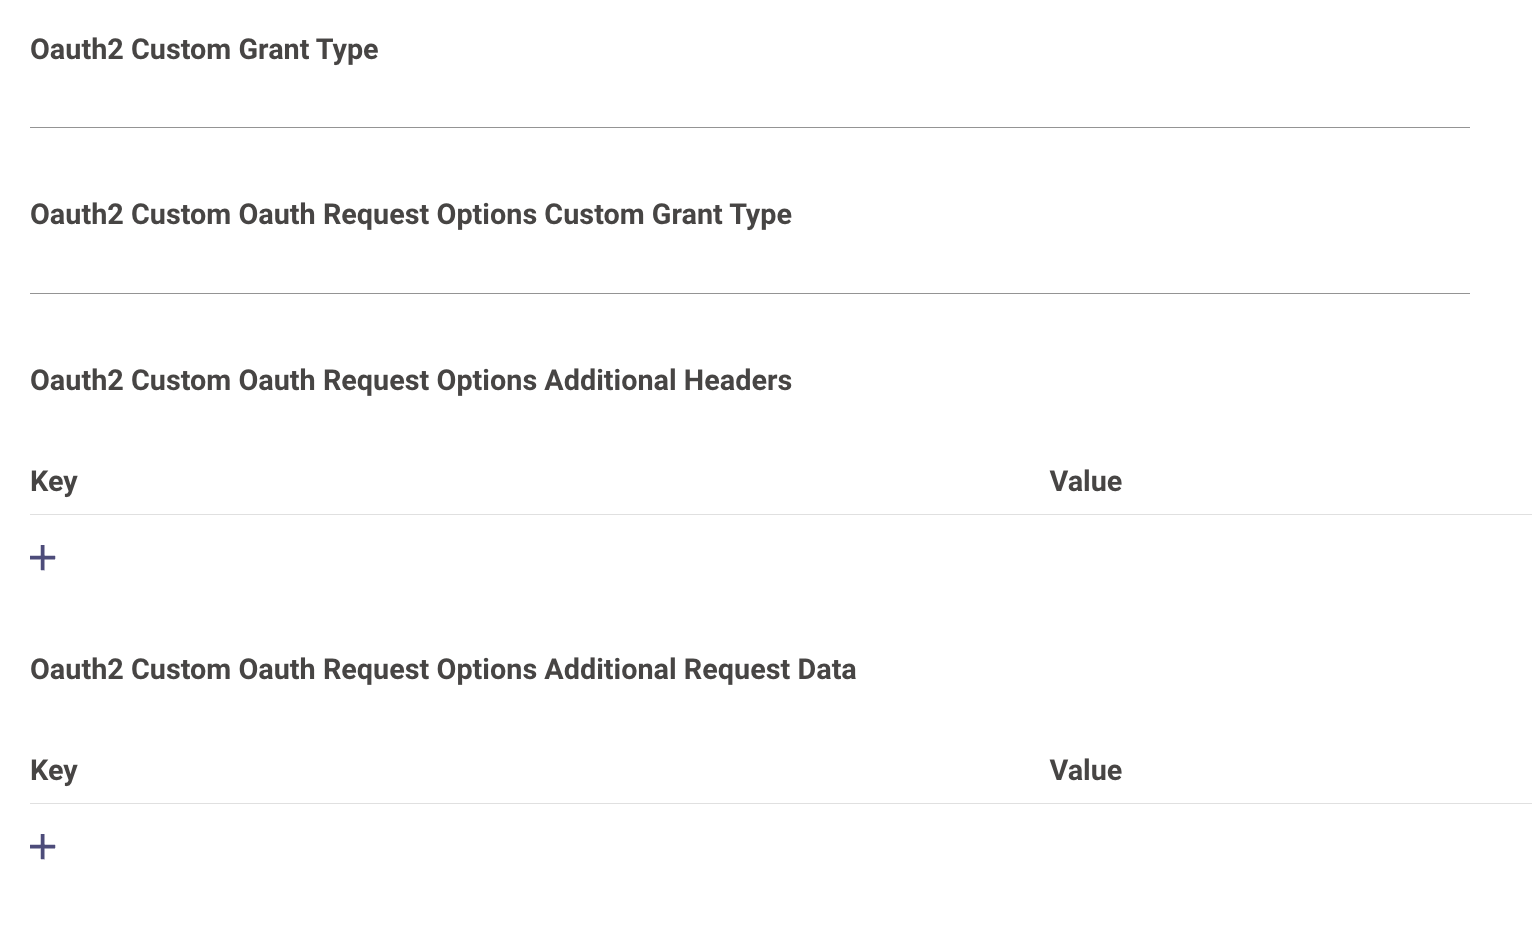 Oauth2 Custom Grant Type
Oauth2 Custom Oauth Request Options Custom Grant Type
Oauth2 Custom Oauth Request Options Additional Headers
Key Value
Oauth2 Custom Oauth Request Options Additional Request Data
Key Value